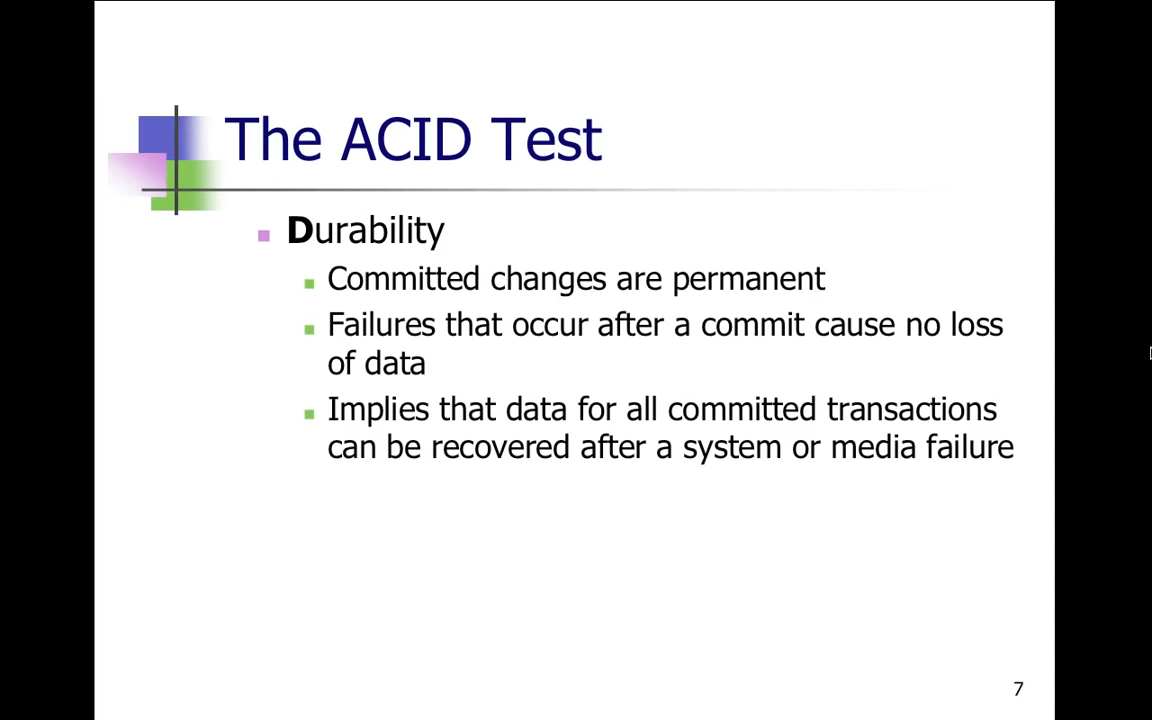 The ACID Test
Durability
Committed changes are permanent
Failures that occur after a commit cause no loss
of data
Implies that data for all committed transactions
can be recovered after a system or media failure
7